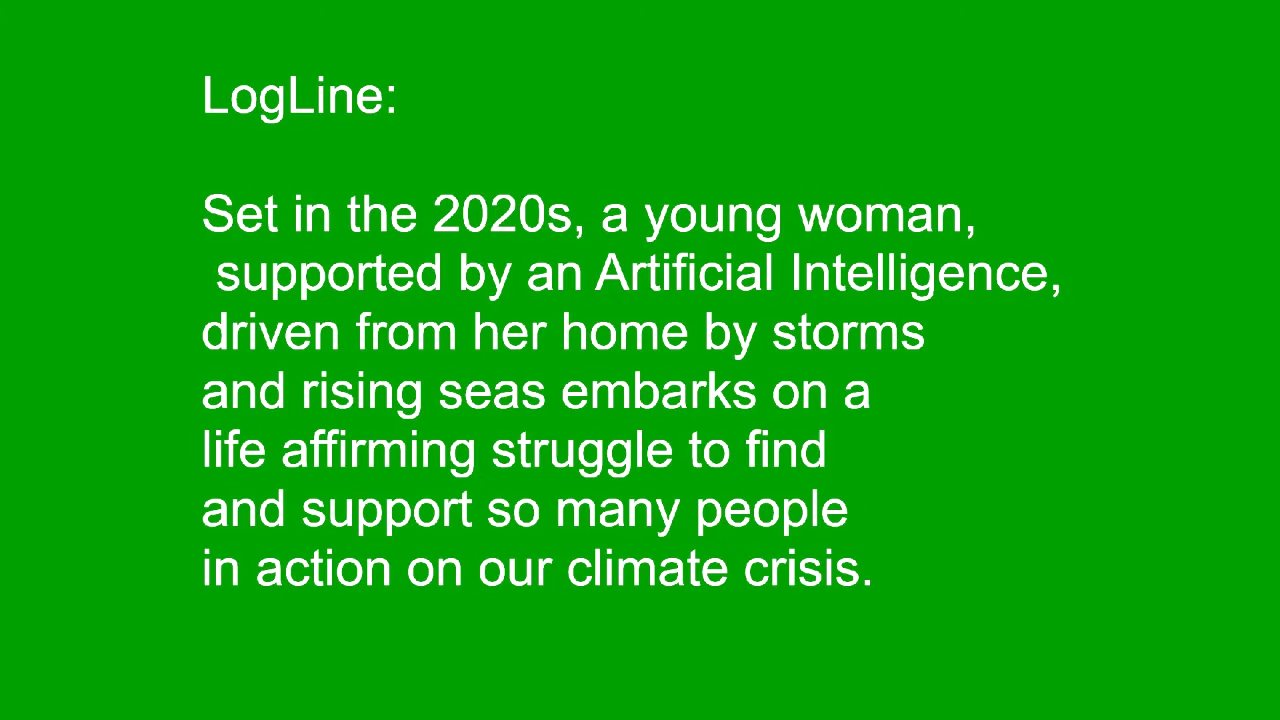 LogLine:
Set in the 2020s, a young woman,
supported by an Artificial Intelligence,
driven from her home by storms
and rising seas embarks on a
life affirming struggle to find
and support so many people
in action on our climate crisis.